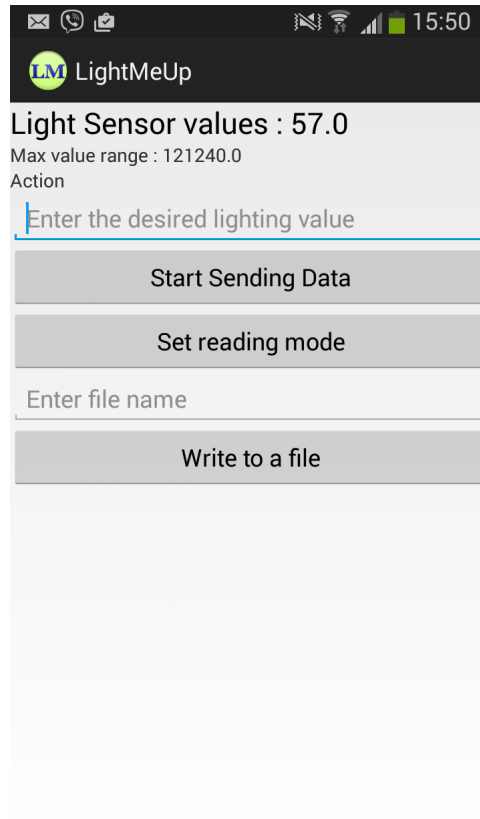 15:50
LM LightMeUp
Light Sensor values : 57.0
Max value range : 121240.0
Action
Enter the desired lighting value
Start Sending Data
Set reading mode
Enter file name
Write to a file